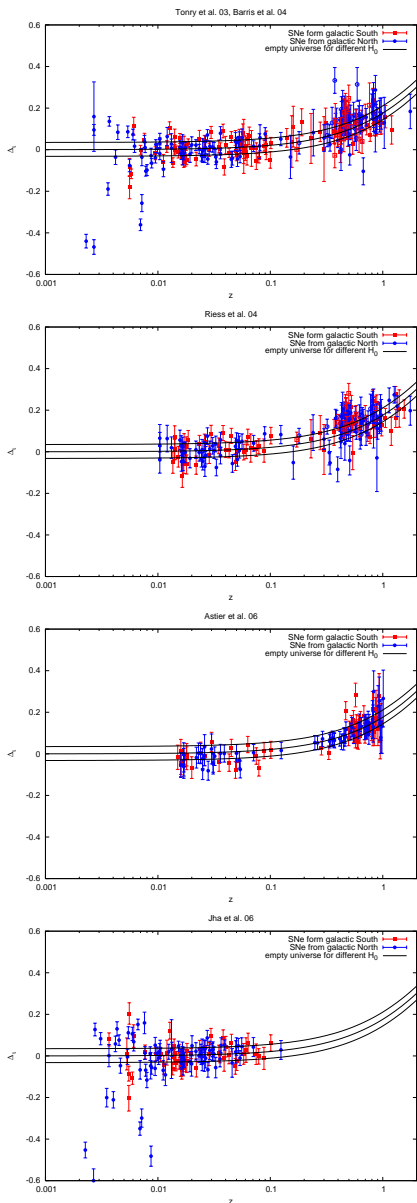 Tonry et al. 03, Barris et al. 04
SNe form galactic South
SNe from galactic North
empty universe for different H0
0.6
0.4
0.2
0
-0.2
-0.4
-0.6
Δt
0.001
0.01
0.1
1
z
Riess et al. 04
SNe form galactic South
SNe from galactic North
empty universe for different H0
0.6
0.4
0.2
0
-0.2
-0.4
-0.6
Δt
0.001
0.01
0.1
1
z
Astier et al. 06
SNe form galactic South
SNe from galactic North
empty universe for different H0
0.6
0.4
0.2
0
-0.2
-0.4
-0.6
Δt
0.001
0.01
0.1
1
z
Jha et al. 06
SNe form galactic South
SNe from galactic North
empty universe for different H0
0.6
0.4
0.2
0
-0.2
-0.4
-0.6
Δt
0.001
0.01
0.1
1
z